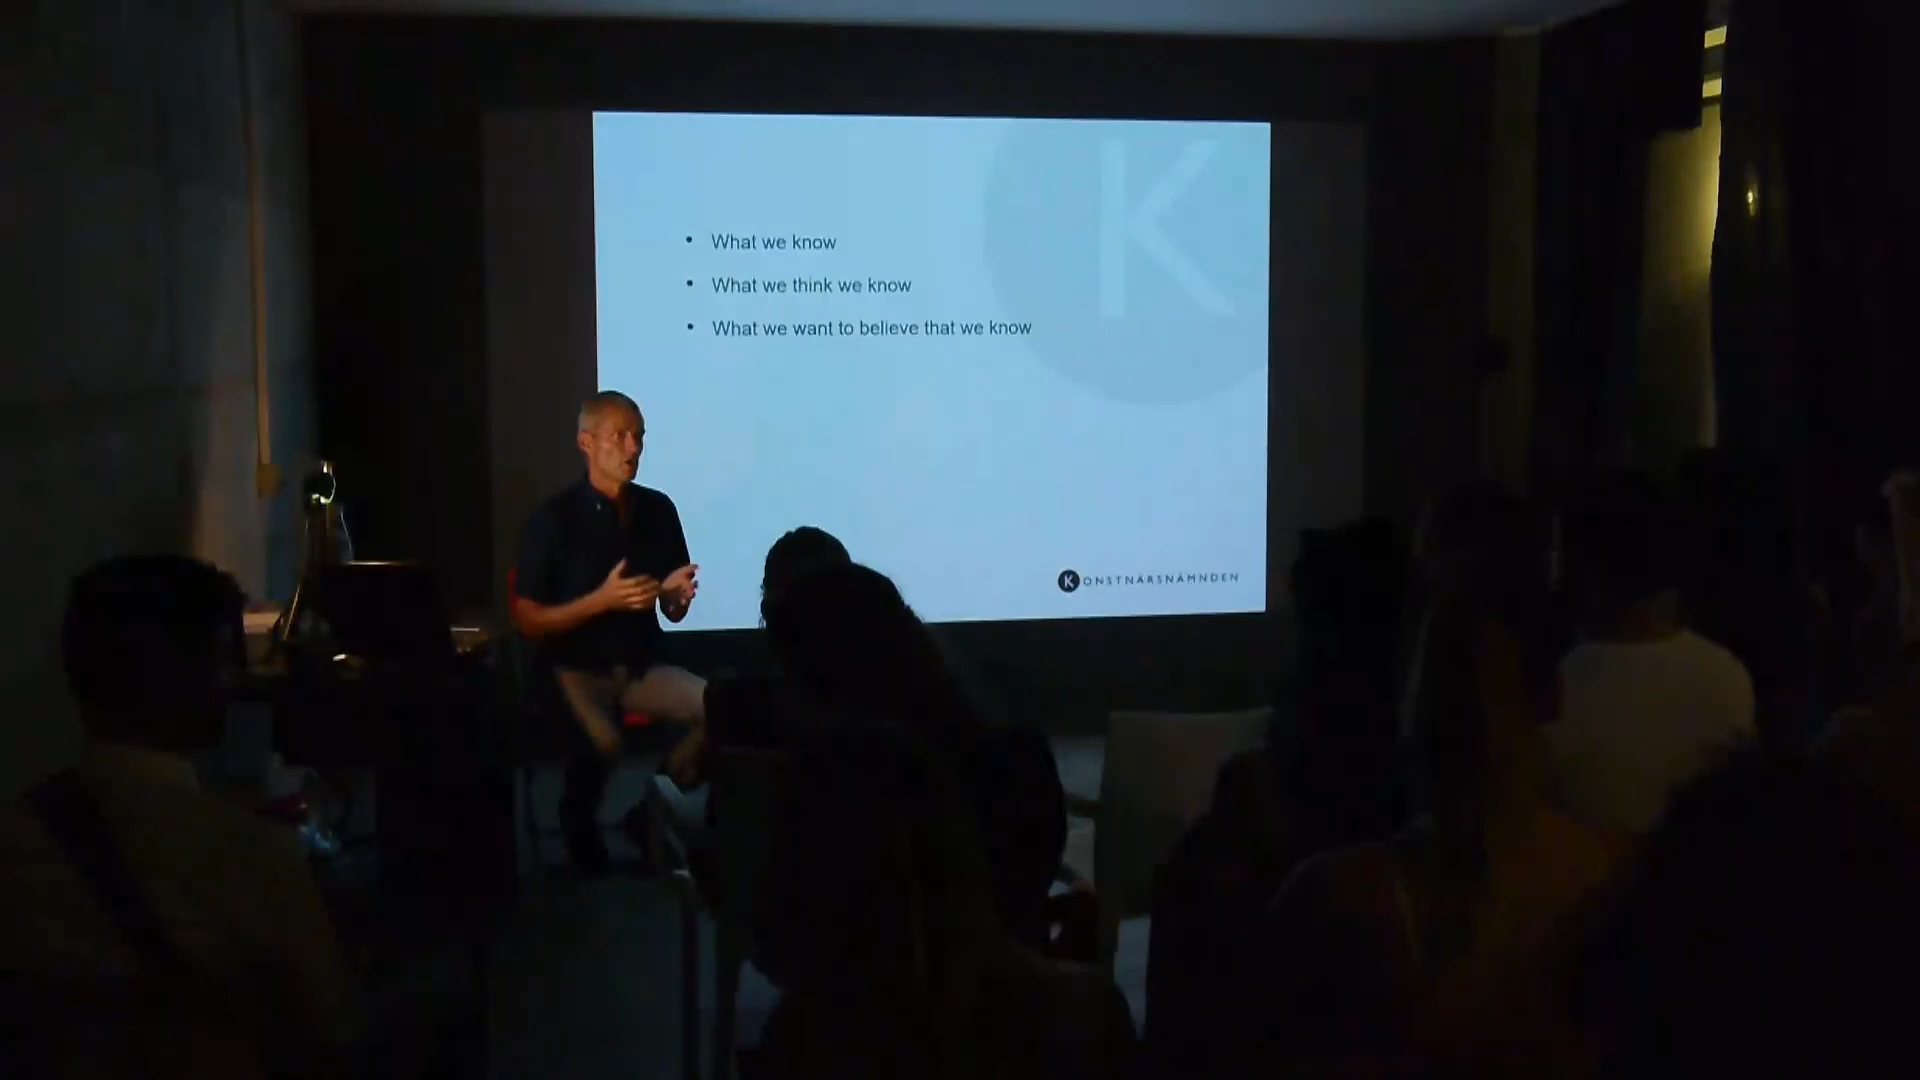 K
• What we know
• What we think we know
• What we want to believe that we know
KONSTNÄRSNÄMNDEN